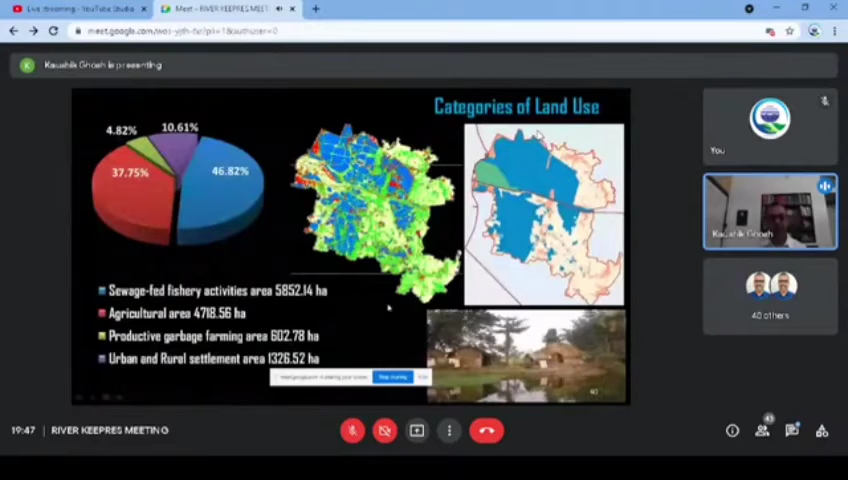 Live streaming - YouTube Studio
Meet - RIVER KEEPRES MEET
Kaushik Ghosh is presenting
Categories of Land Use
4.82%
10.61%
37.75%
46.82%
Sewage-fed fishery activities area 5852.14 ha
Agricultural area 4718.56 ha
Productive garbage farming area 602.78 ha
Urban and Rural settlement area 1326.52 ha
Stop sharing
You
Kaushik Ghosh
40 others
19:47 | RIVER KEEPRES MEETING
43